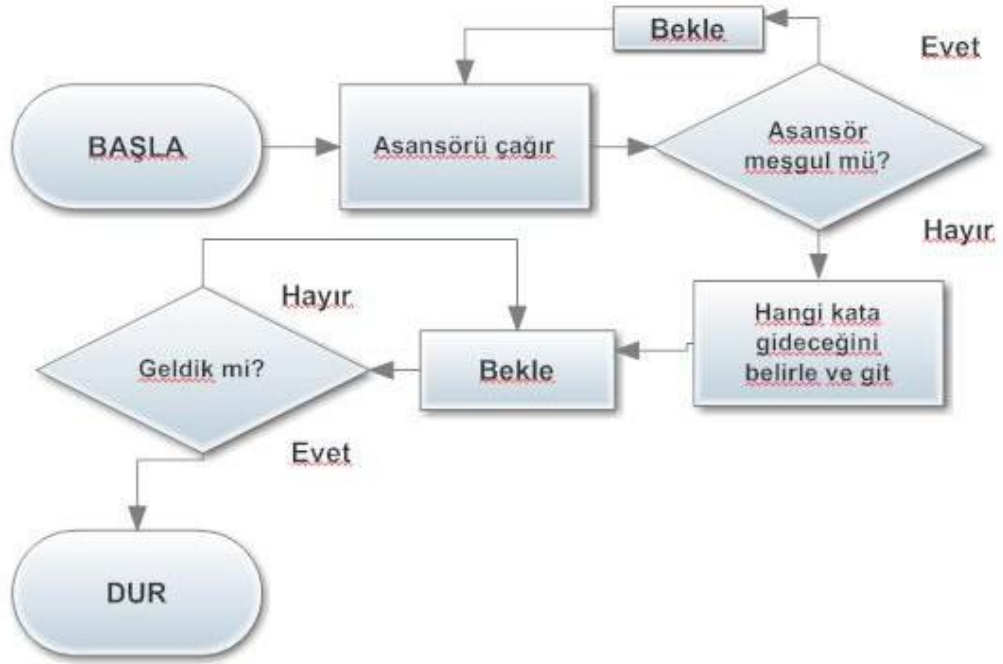 Bekle
Evet
BAŞLA
Asansörü çağır
Asansör
meşgul mü?
Hayır
Hangi kata
gideceğini
belirle ve git
Hayır
Bekle
Geldik mi?
Evet
DUR